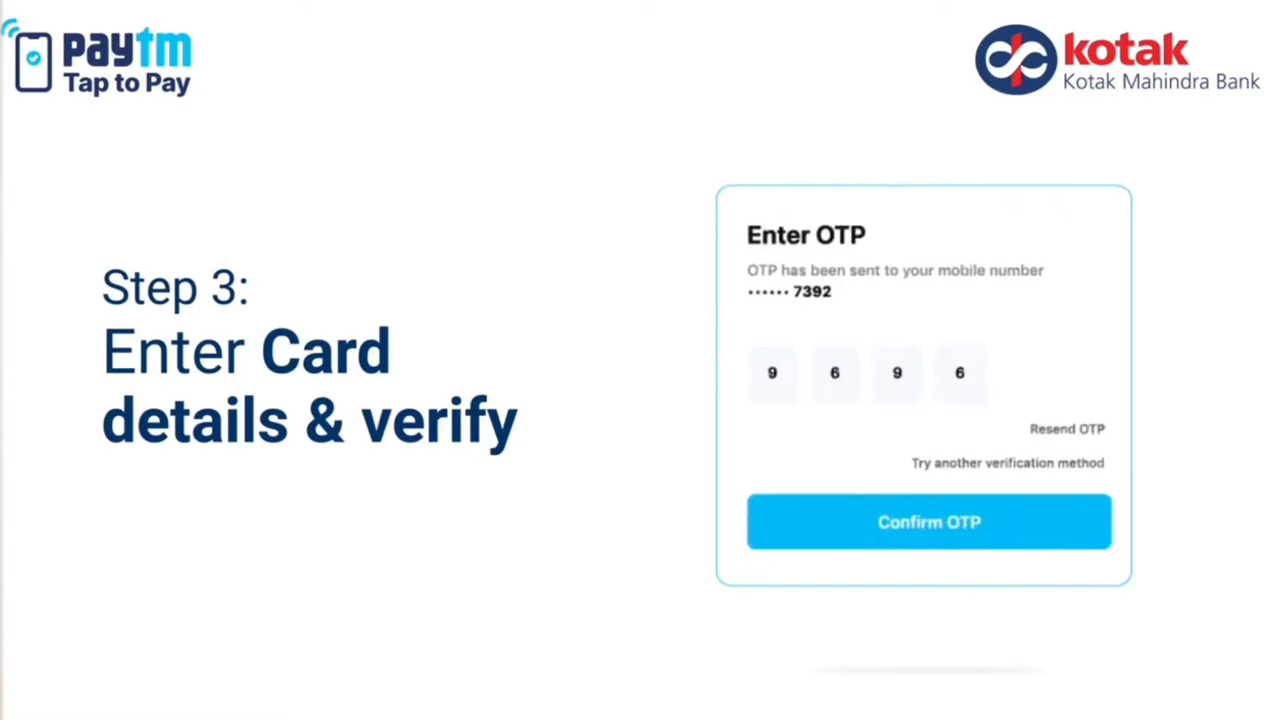 paytm
Tap to Pay
kotak
Kotak Mahindra Bank
Step 3:
Enter Card
details & verify
Enter OTP
OTP has been sent to your mobile number
•••••• 7392
9 6 9 6
Resend OTP
Try another verification method
Confirm OTP